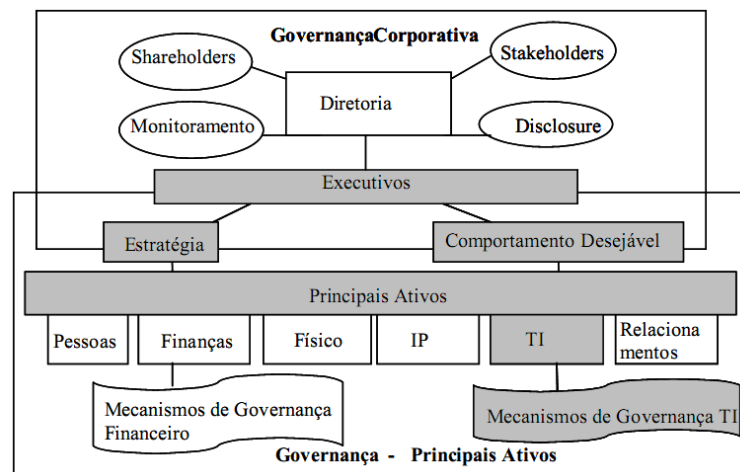 GovernançaCorporativa
Shareholders
Stakeholders
Diretoria
Monitoramento
Disclosure
Executivos
Estratégia
Comportamento Desejável
Principais Ativos
Pessoas
Finanças
Físico
IP
TI
Relaciona
mentos
Mecanismos de Governança
Financeiro
Mecanismos de Governança TI
Governança - Principais Ativos